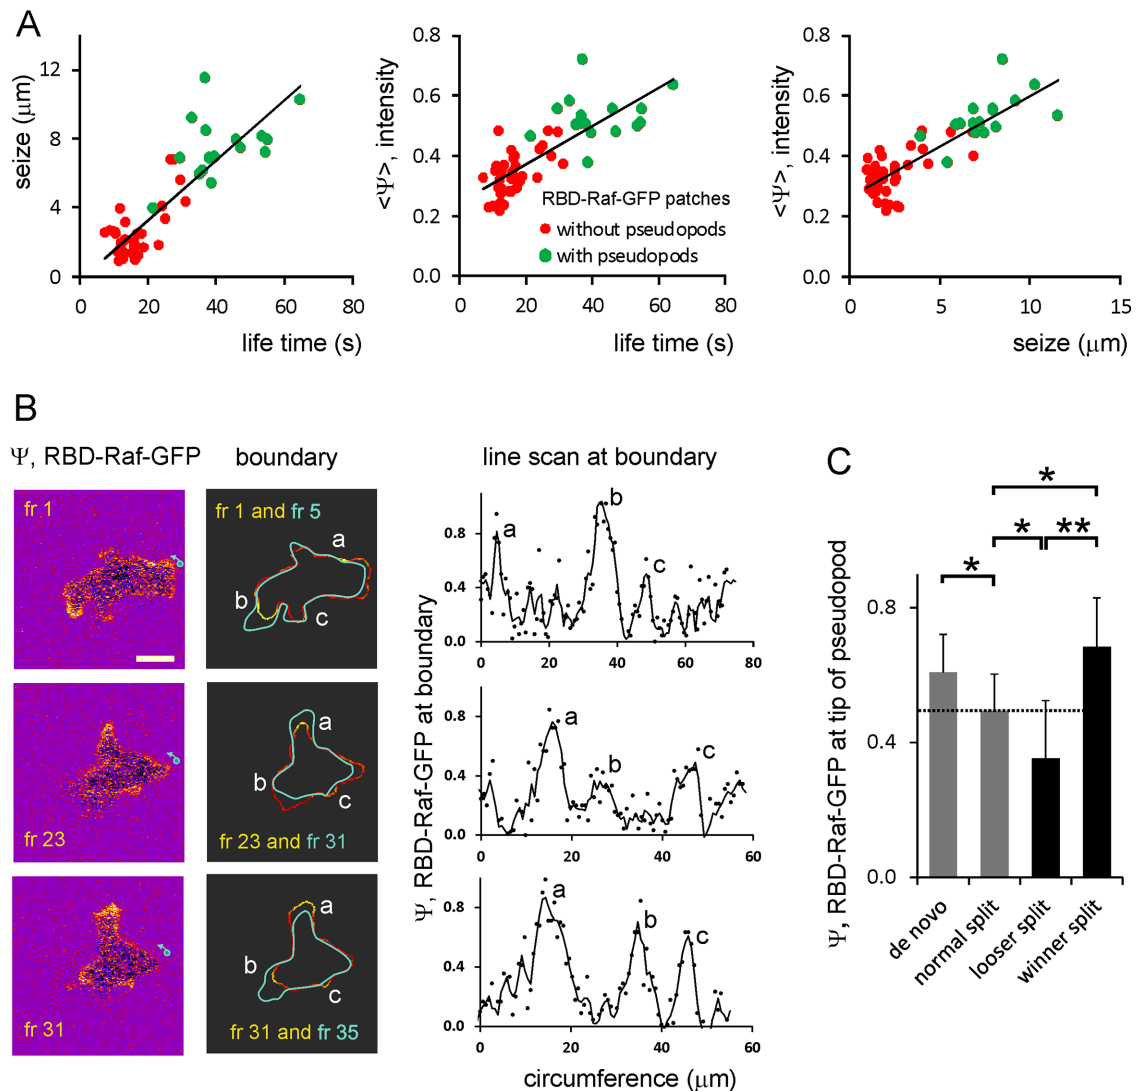 A
seize (μm)
12
8
4
0
0 20 40 60 80
life time (s)
<Ψ>, intensity
0.8
0.6
0.4
0.2
0.0
RBD-Raf-GFP patches
without pseudopods
with pseudopods
0 20 40 60 80
life time (s)
<Ψ>, intensity
0.8
0.6
0.4
0.2
0.0
0 5 10 15
seize (μm)
B
Ψ, RBD-Raf-GFP
boundary
line scan at boundary
fr 1
fr 1 and fr 5
a
b
c
fr 23
a
b
c
fr 23 and fr 31
fr 31
a
b
c
fr 31 and fr 35
Ψ, RBD-Raf-GFP at boundary
0.8
0.4
0.0
a
b
c
0 20 40 60 80
0.8
0.4
0.0
a
b
c
0 20 40 60
0.8
0.4
0.0
a
b
c
0 20 40 60
circumference (μm)
C
*
* **
*
Ψ, RBD-Raf-GFP at tip of pseudopod
0.8
0.4
0.0
de novo
normal split
looser split
winner split